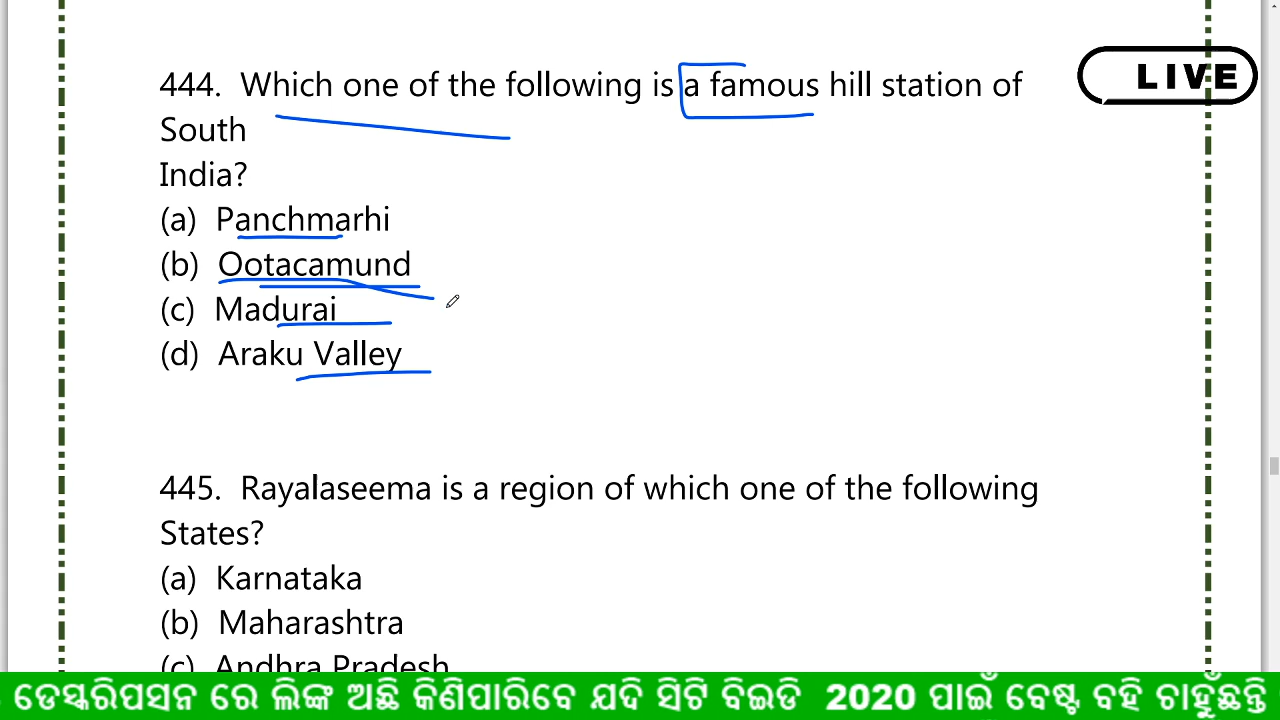 444. Which one of the following is a famous hill station of
LIVE
South
India?
(a) Panchmarhi
(b) Ootacamund
(c) Madurai
(d) Araku Valley
445. Rayalaseema is a region of which one of the following
States?
(a) Karnataka
(b) Maharashtra
(c) Andhra Pradesh
ଡେସ୍କରିପସନ ରେ ଲିଙ୍କ ଅଛି କିଣିପାରିବେ ଯଦି ସିଟି ବିଇଡି 2020 ପାଇଁ ବେଷ୍ଟ ବହି ଚାହୁଁଛନ୍ତି